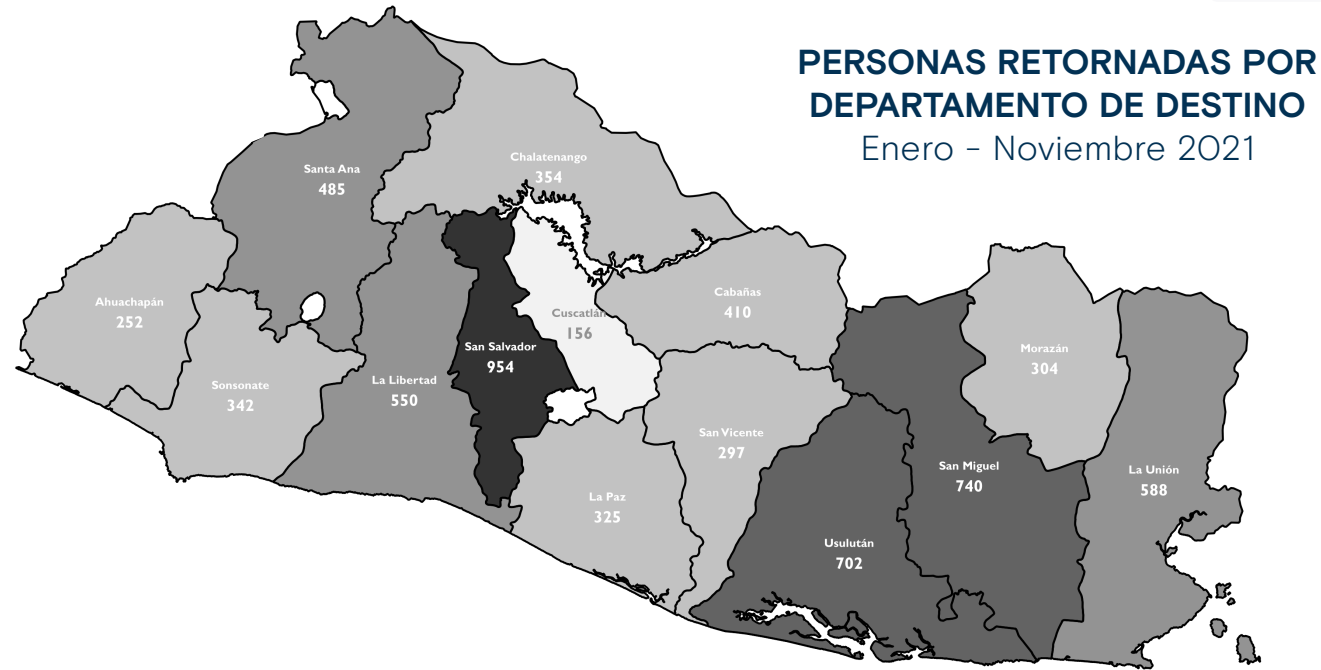 PERSONAS RETORNADAS POR
DEPARTAMENTO DE DESTINO
Enero - Noviembre 2021
Chalatenango
354
Santa Ana
485
Ahuachapán
252
Cabañas
410
Cuscatlán
156
San Salvador
954
Morazán
304
La Libertad
550
Sonsonate
342
San Vicente
297
San Miguel
740
La Unión
588
La Paz
325
Usulután
702